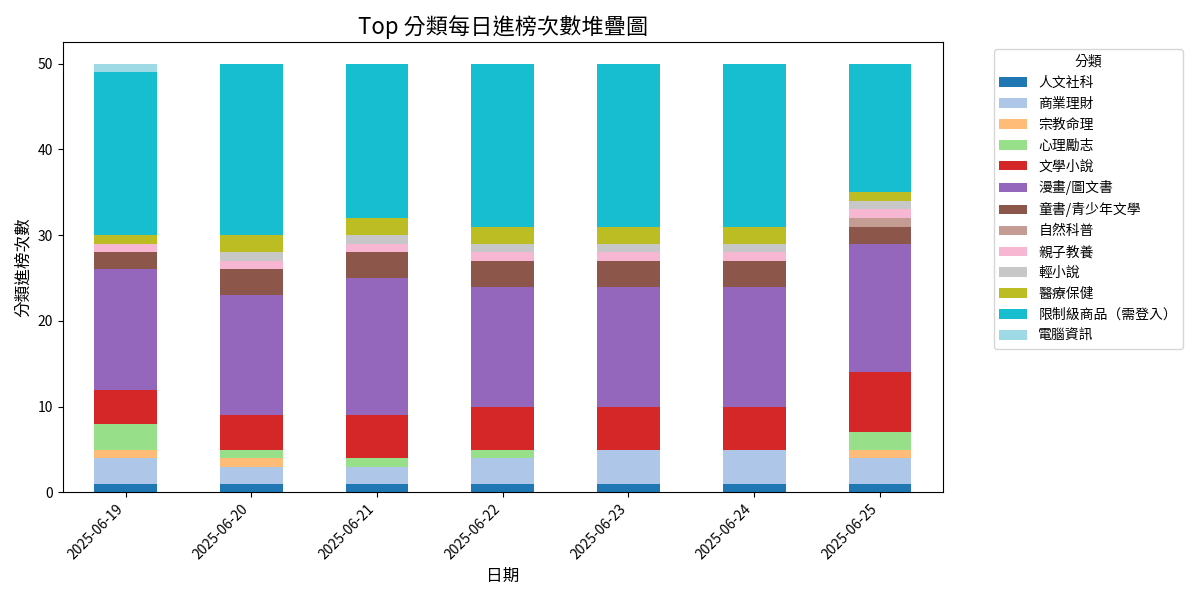 Top 分類每日進榜次數堆疊圖
分類進榜次數
50
40
30
20
10
0
2025-06-19
2025-06-20
2025-06-21
2025-06-22
2025-06-23
2025-06-24
2025-06-25
日期
分類
人文社科
商業理財
宗教命理
心理勵志
文學小說
漫畫/圖文書
童書/青少年文學
自然科普
親子教養
輕小說
醫療保健
限制級商品（需登入）
電腦資訊